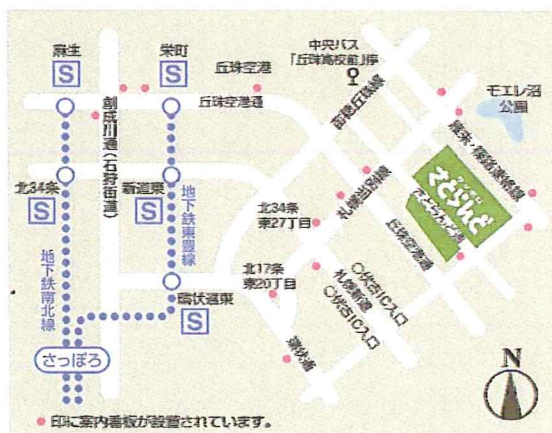 麻生
S
栄町
S
丘珠空港
中央バス
「丘珠高校前」停
モエレ沼
公園
丘珠空港通
創成川通(石狩街道)
北34条
S
新道東
S
地下鉄東豊線
地下鉄南北線
北34条
東27丁目
札幌当別線
さとらんど
丘珠空港線
北17条
東20丁目
札幌新道
〇伏古IC入口
〇伏古IC入口
環状通東
S
環状通
さっぽろ
N
●印に案内看板が設置されています。